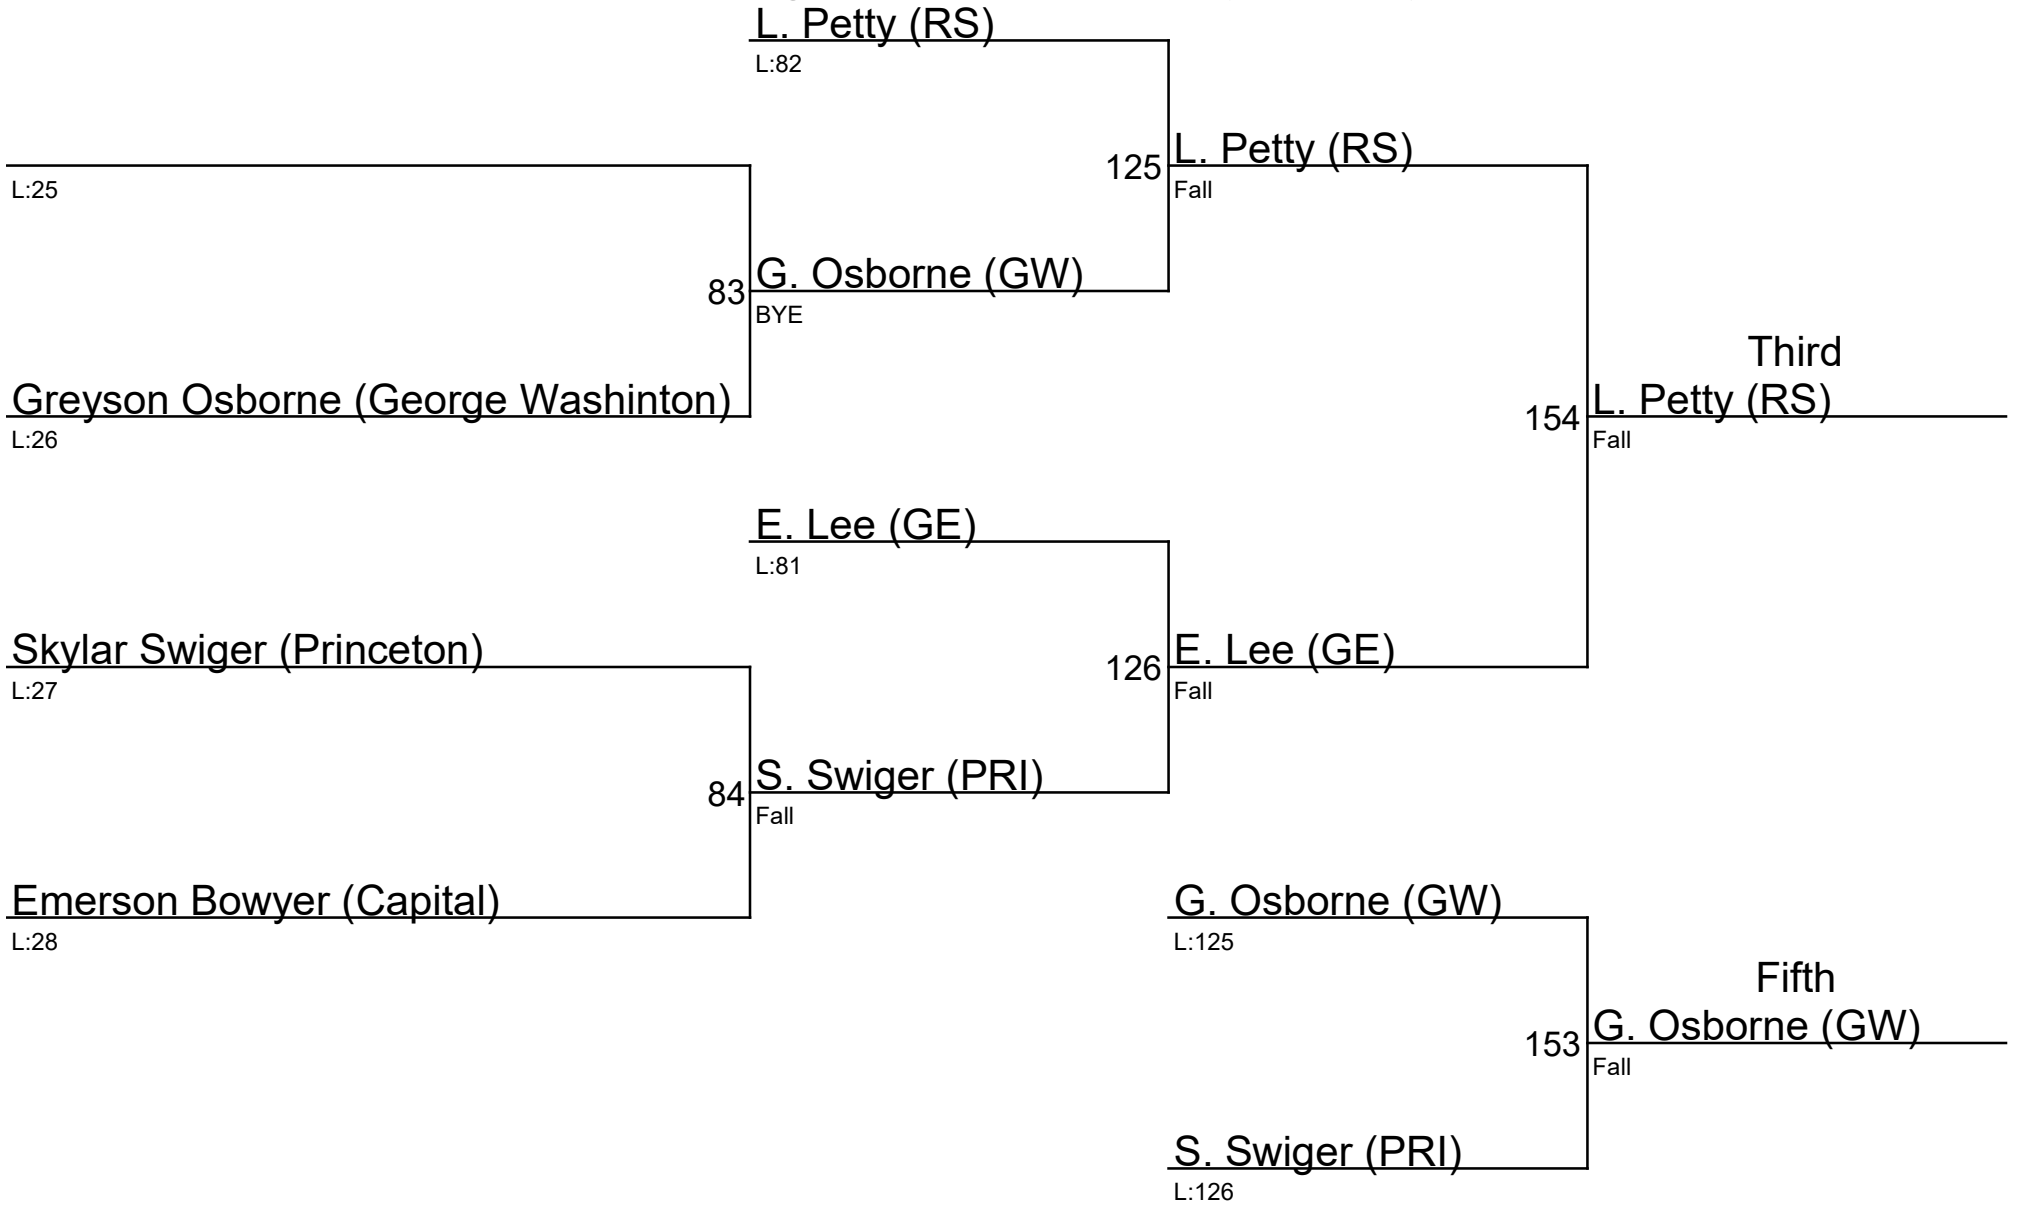 L. Petty (RS)
L:82
125
L. Petty (RS)
Fall
L:25
83
G. Osborne (GW)
BYE
Third
Greyson Osborne (George Washinton)
L:26
154
L. Petty (RS)
Fall
E. Lee (GE)
L:81
Skylar Swiger (Princeton)
L:27
126
E. Lee (GE)
Fall
84
S. Swiger (PRI)
Fall
Emerson Bowyer (Capital)
L:28
G. Osborne (GW)
L:125
Fifth
153
G. Osborne (GW)
Fall
S. Swiger (PRI)
L:126